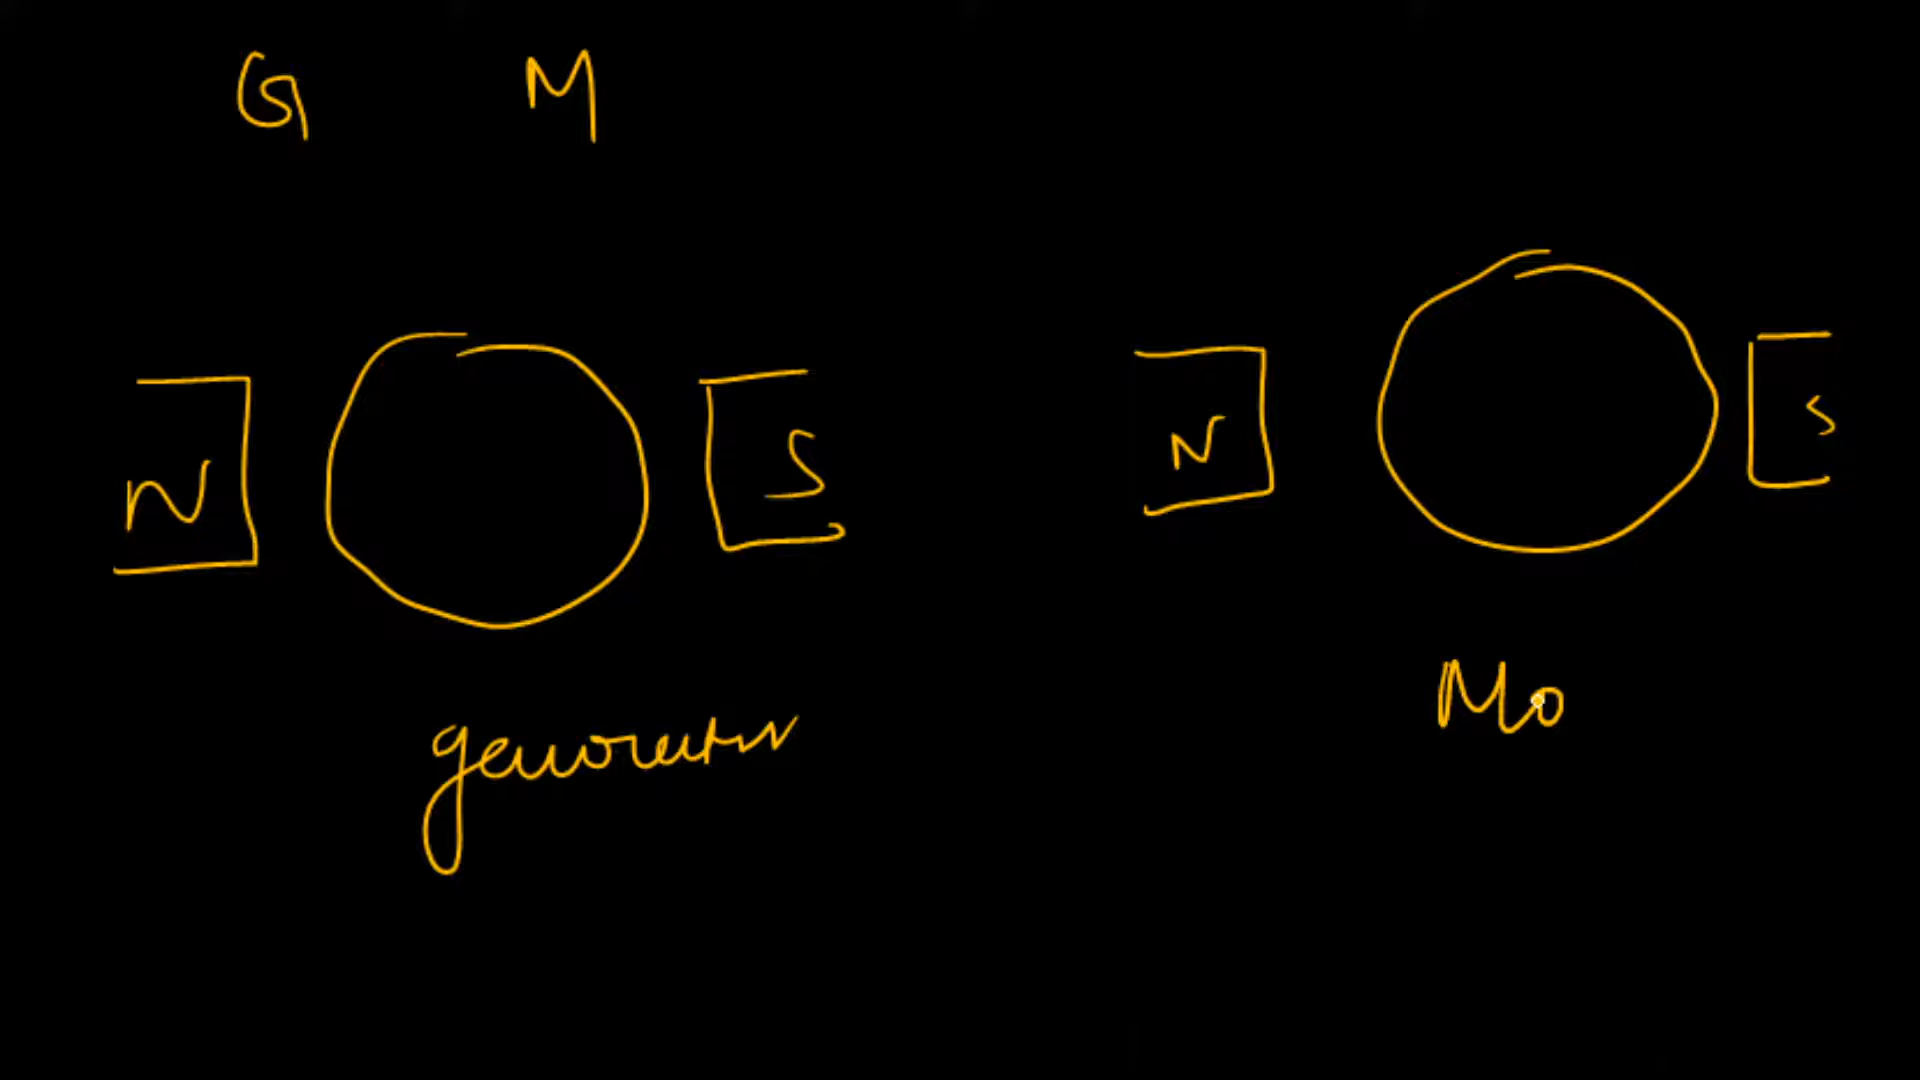 G M
N S
N S
generator
Mo